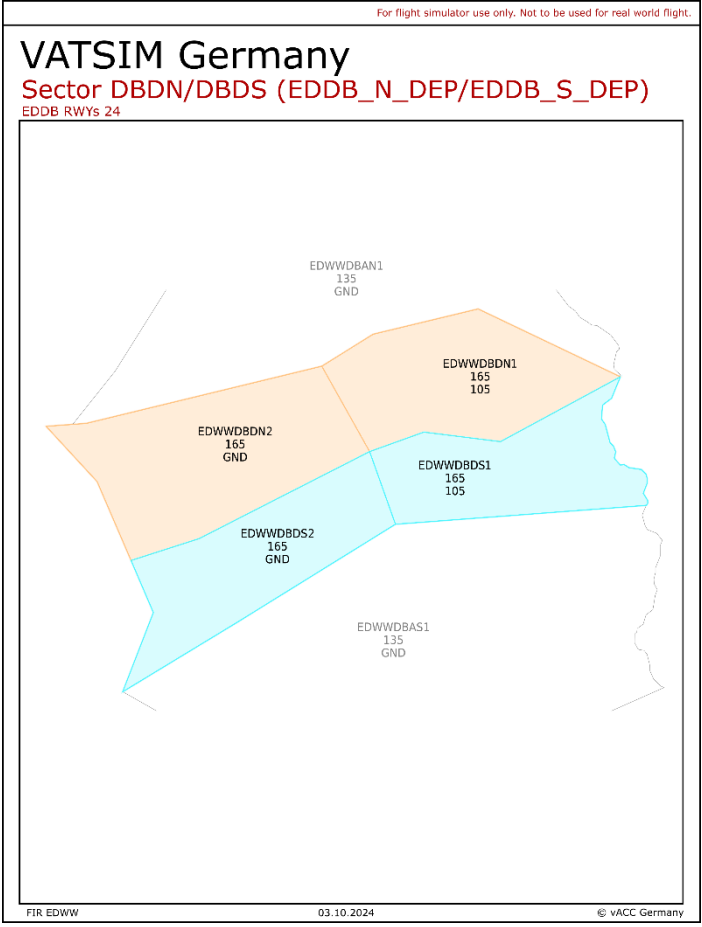 For flight simulator use only. Not to be used for real world flight.
VATSIM Germany
Sector DBDN/DBDS (EDDB_N_DEP/EDDB_S_DEP)
EDDB RWYs 24
EDWWDBAN1
135
GND
EDWWDBDN1
165
105
EDWWDBDN2
165
GND
EDWWDBDS1
165
105
EDWWDBDS2
165
GND
EDWWDBAS1
135
GND
FIR EDWW
03.10.2024
© vACC Germany